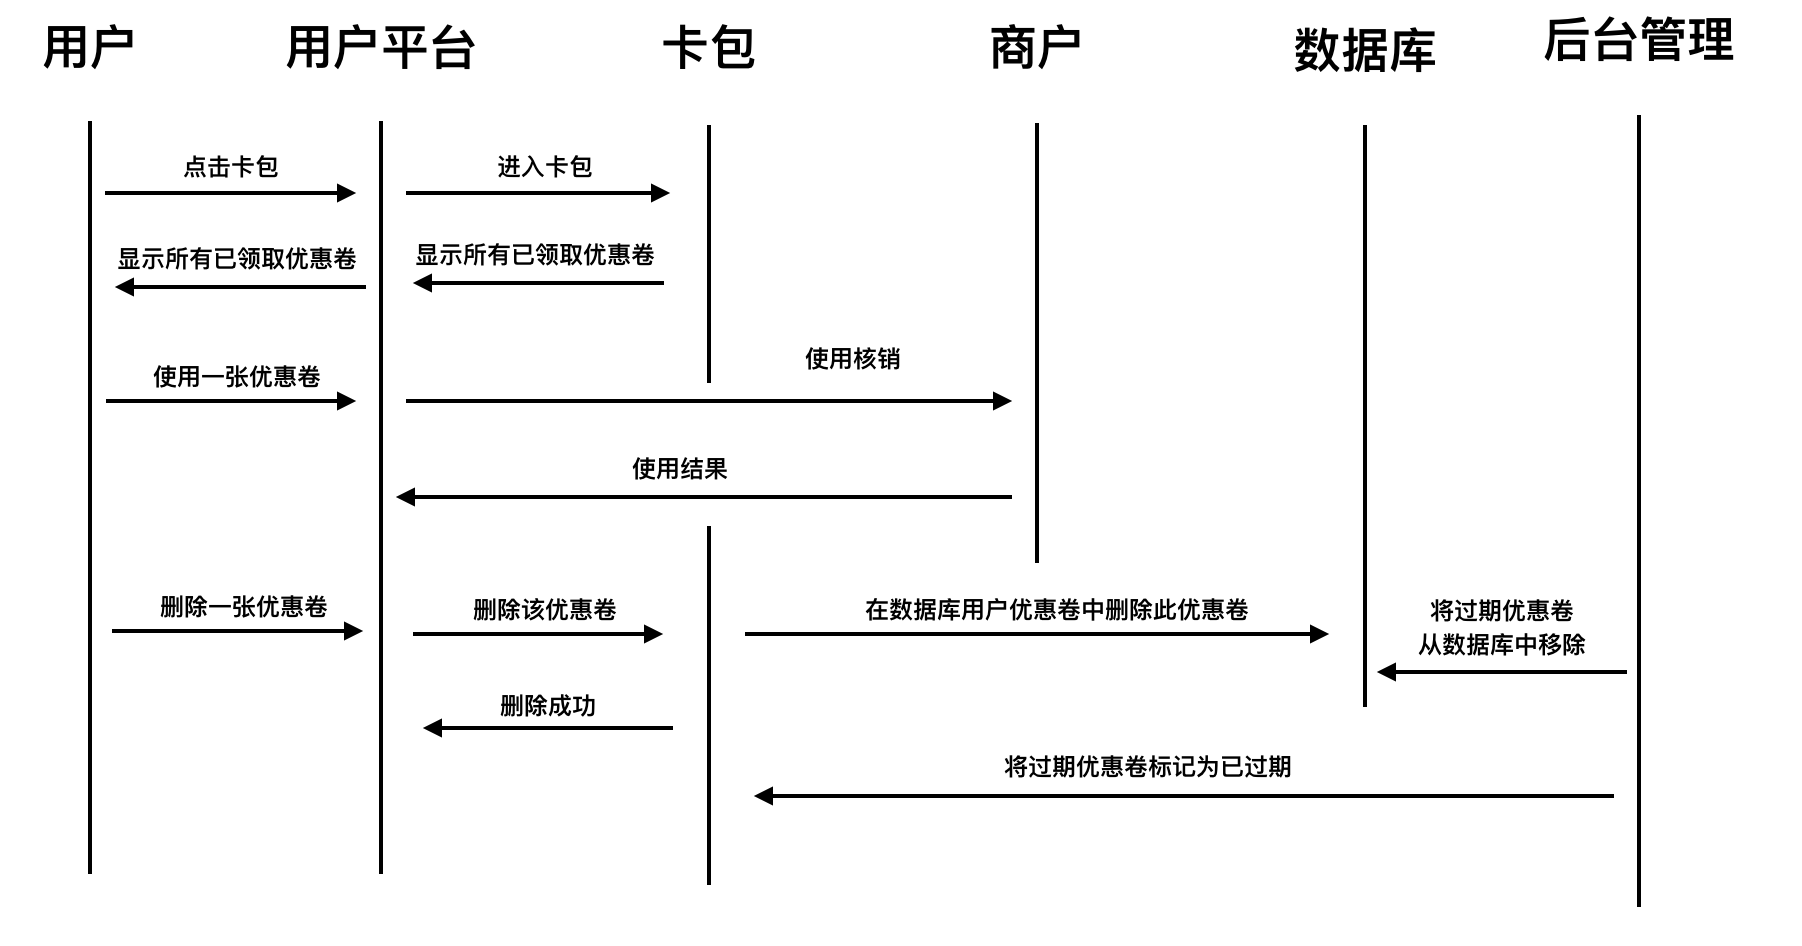 用户
用户平台
卡包
商户
数据库
后台管理
点击卡包
进入卡包
显示所有已领取优惠卷
显示所有已领取优惠卷
使用一张优惠卷
使用核销
使用结果
删除一张优惠卷
删除该优惠卷
在数据库用户优惠卷中删除此优惠卷
将过期优惠卷
从数据库中移除
删除成功
将过期优惠卷标记为已过期